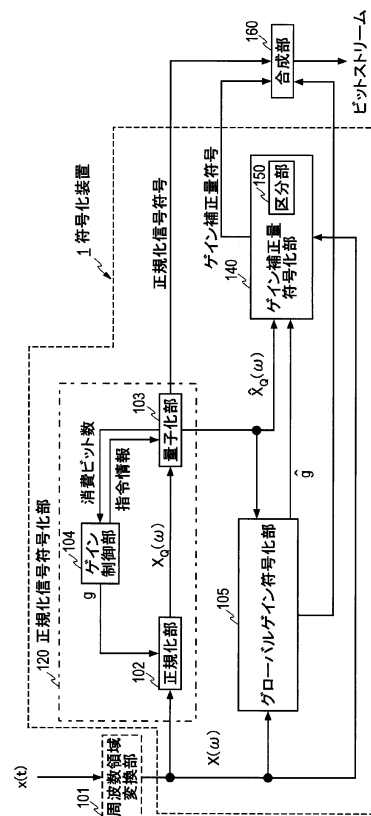 1 符号化装置
120 正規化信号符号化部
x(t)
101
周波数領域
変換部
X(ω)
102
正規化部
g
104
ゲイン
制御部
消費ビット数
指令情報
X_Q(ω)
103
量子化部
正規化信号符号
105
グローバルゲイン符号化部
X̂_Q(ω)
ĝ
140
ゲイン補正量
符号化部
150
区分部
ゲイン補正量符号
160
合成部
ビットストリーム